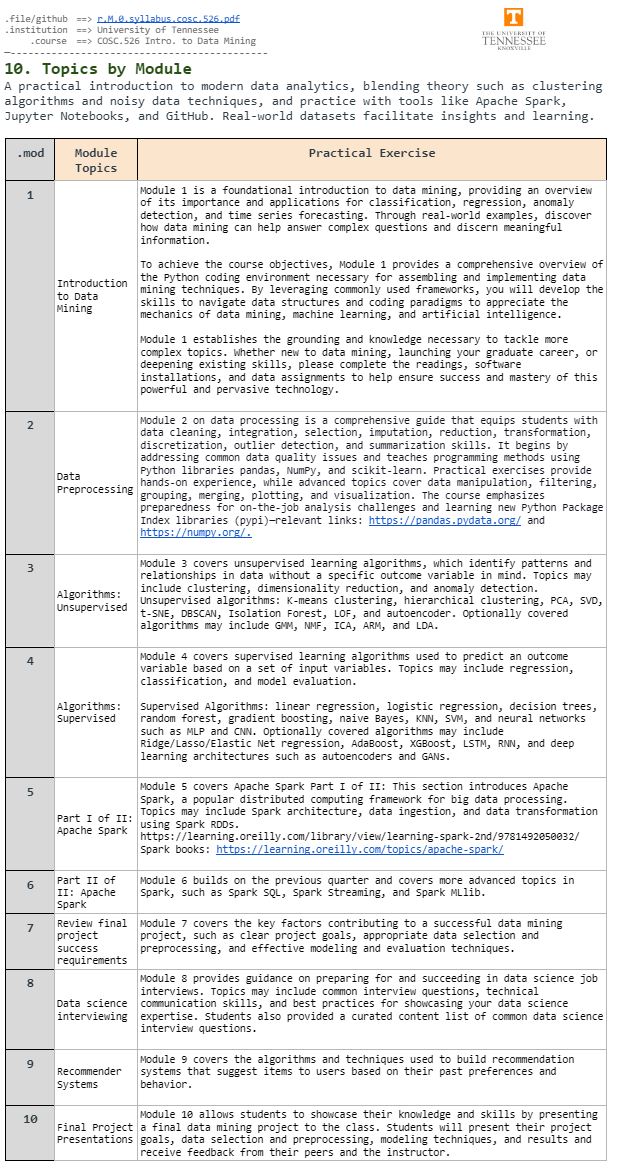 .file/github ==> r.M.0.syllabus.cosc.526.pdf
.institution ==> University of Tennessee
.course ==> COSC.526 Intro. to Data Mining
THE UNIVERSITY OF
TENNESSEE
KNOXVILLE
10. Topics by Module
A practical introduction to modern data analytics, blending theory such as clustering
algorithms and noisy data techniques, and practice with tools like Apache Spark,
Jupyter Notebooks, and GitHub. Real-world datasets facilitate insights and learning.
.mod
Module
Topics
Practical Exercise
1
Introduction
to Data
Mining
Module 1 is a foundational introduction to data mining, providing an overview
of its importance and applications for classification, regression, anomaly
detection, and time series forecasting. Through real-world examples, discover
how data mining can help answer complex questions and discern meaningful
information.
To achieve the course objectives, Module 1 provides a comprehensive overview of
the Python coding environment necessary for assembling and implementing data
mining techniques. By leveraging commonly used frameworks, you will develop the
skills to navigate data structures and coding paradigms to appreciate the
mechanics of data mining, machine learning, and artificial intelligence.
Module 1 establishes the grounding and knowledge necessary to tackle more
complex topics. Whether new to data mining, launching your graduate career, or
deepening existing skills, please complete the readings, software
installations, and data assignments to help ensure success and mastery of this
powerful and pervasive technology.
2
Data
Preprocessing
Module 2 on data processing is a comprehensive guide that equips students with
data cleaning, integration, selection, imputation, reduction, transformation,
discretization, outlier detection, and summarization skills. It begins by
addressing common data quality issues and teaches programming methods using
Python libraries pandas, NumPy, and scikit-learn. Practical exercises provide
hands-on experience, while advanced topics cover data manipulation, filtering,
grouping, merging, plotting, and visualization. The course emphasizes
preparedness for on-the-job analysis challenges and learning new Python Package
Index libraries (pypi)—relevant links: https://pandas.pydata.org/ and
https://numpy.org/.
3
Algorithms:
Unsupervised
Module 3 covers unsupervised learning algorithms, which identify patterns and
relationships in data without a specific outcome variable in mind. Topics may
include clustering, dimensionality reduction, and anomaly detection.
Unsupervised algorithms: K-means clustering, hierarchical clustering, PCA, SVD,
t-SNE, DBSCAN, Isolation Forest, LOF, and autoencoder. Optionally covered
algorithms may include GMM, NMF, ICA, ARM, and LDA.
4
Algorithms:
Supervised
Module 4 covers supervised learning algorithms used to predict an outcome
variable based on a set of input variables. Topics may include regression,
classification, and model evaluation.
Supervised Algorithms: linear regression, logistic regression, decision trees,
random forest, gradient boosting, naive Bayes, KNN, SVM, and neural networks
such as MLP and CNN. Optionally covered algorithms may include
Ridge/Lasso/Elastic Net regression, AdaBoost, XGBoost, LSTM, RNN, and deep
learning architectures such as autoencoders and GANs.
5
Part I of II:
Apache Spark
Module 5 covers Apache Spark Part I of II: This section introduces Apache
Spark, a popular distributed computing framework for big data processing.
Topics may include Spark architecture, data ingestion, and data transformation
using Spark RDDs.
https://learning.oreilly.com/library/view/learning-spark-2nd/9781492050032/
Spark books: https://learning.oreilly.com/topics/apache-spark/
6
Part II of
II: Apache
Spark
Module 6 builds on the previous quarter and covers more advanced topics in
Spark, such as Spark SQL, Spark Streaming, and Spark MLlib.
7
Review final
project
success
requirements
Module 7 covers the key factors contributing to a successful data mining
project, such as clear project goals, appropriate data selection and
preprocessing, and effective modeling and evaluation techniques.
8
Data science
interviewing
Module 8 provides guidance on preparing for and succeeding in data science job
interviews. Topics may include common interview questions, technical
communication skills, and best practices for showcasing your data science
expertise. Students also provided a curated content list of common data science
interview questions.
9
Recommender
Systems
Module 9 covers the algorithms and techniques used to build recommendation
systems that suggest items to users based on their past preferences and
behavior.
10
Final Project
Presentations
Module 10 allows students to showcase their knowledge and skills by presenting
a final data mining project to the class. Students will present their project
goals, data selection and preprocessing, modeling techniques, and results and
receive feedback from their peers and the instructor.